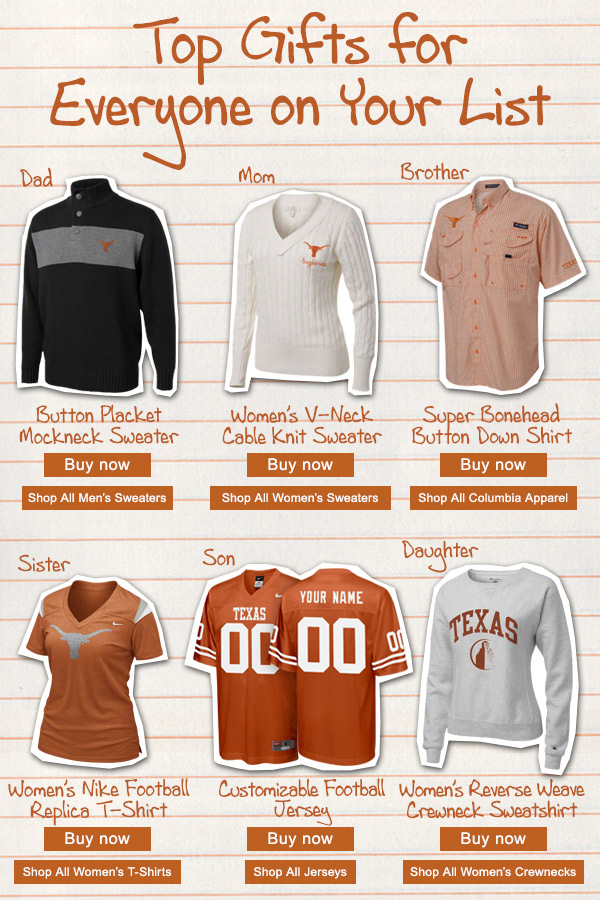 Top Gifts for
Everyone on Your List
Dad
Mom
Brother
TEXAS
Button Placket
Mockneck Sweater
Women's V-Neck
Cable Knit Sweater
Super Bonehead
Button Down Shirt
Buy now
Buy now
Buy now
Shop All Men's Sweaters
Shop All Women's Sweaters
Shop All Columbia Apparel
Sister
Son
Daughter
TEXAS
00
00
YOUR NAME
00
00
TEXAS
Women's Nike Football
Replica T-Shirt
Customizable Football
Jersey
Women's Reverse Weave
Crewneck Sweatshirt
Buy now
Buy now
Buy now
Shop All Women's T-Shirts
Shop All Jerseys
Shop All Women's Crewnecks